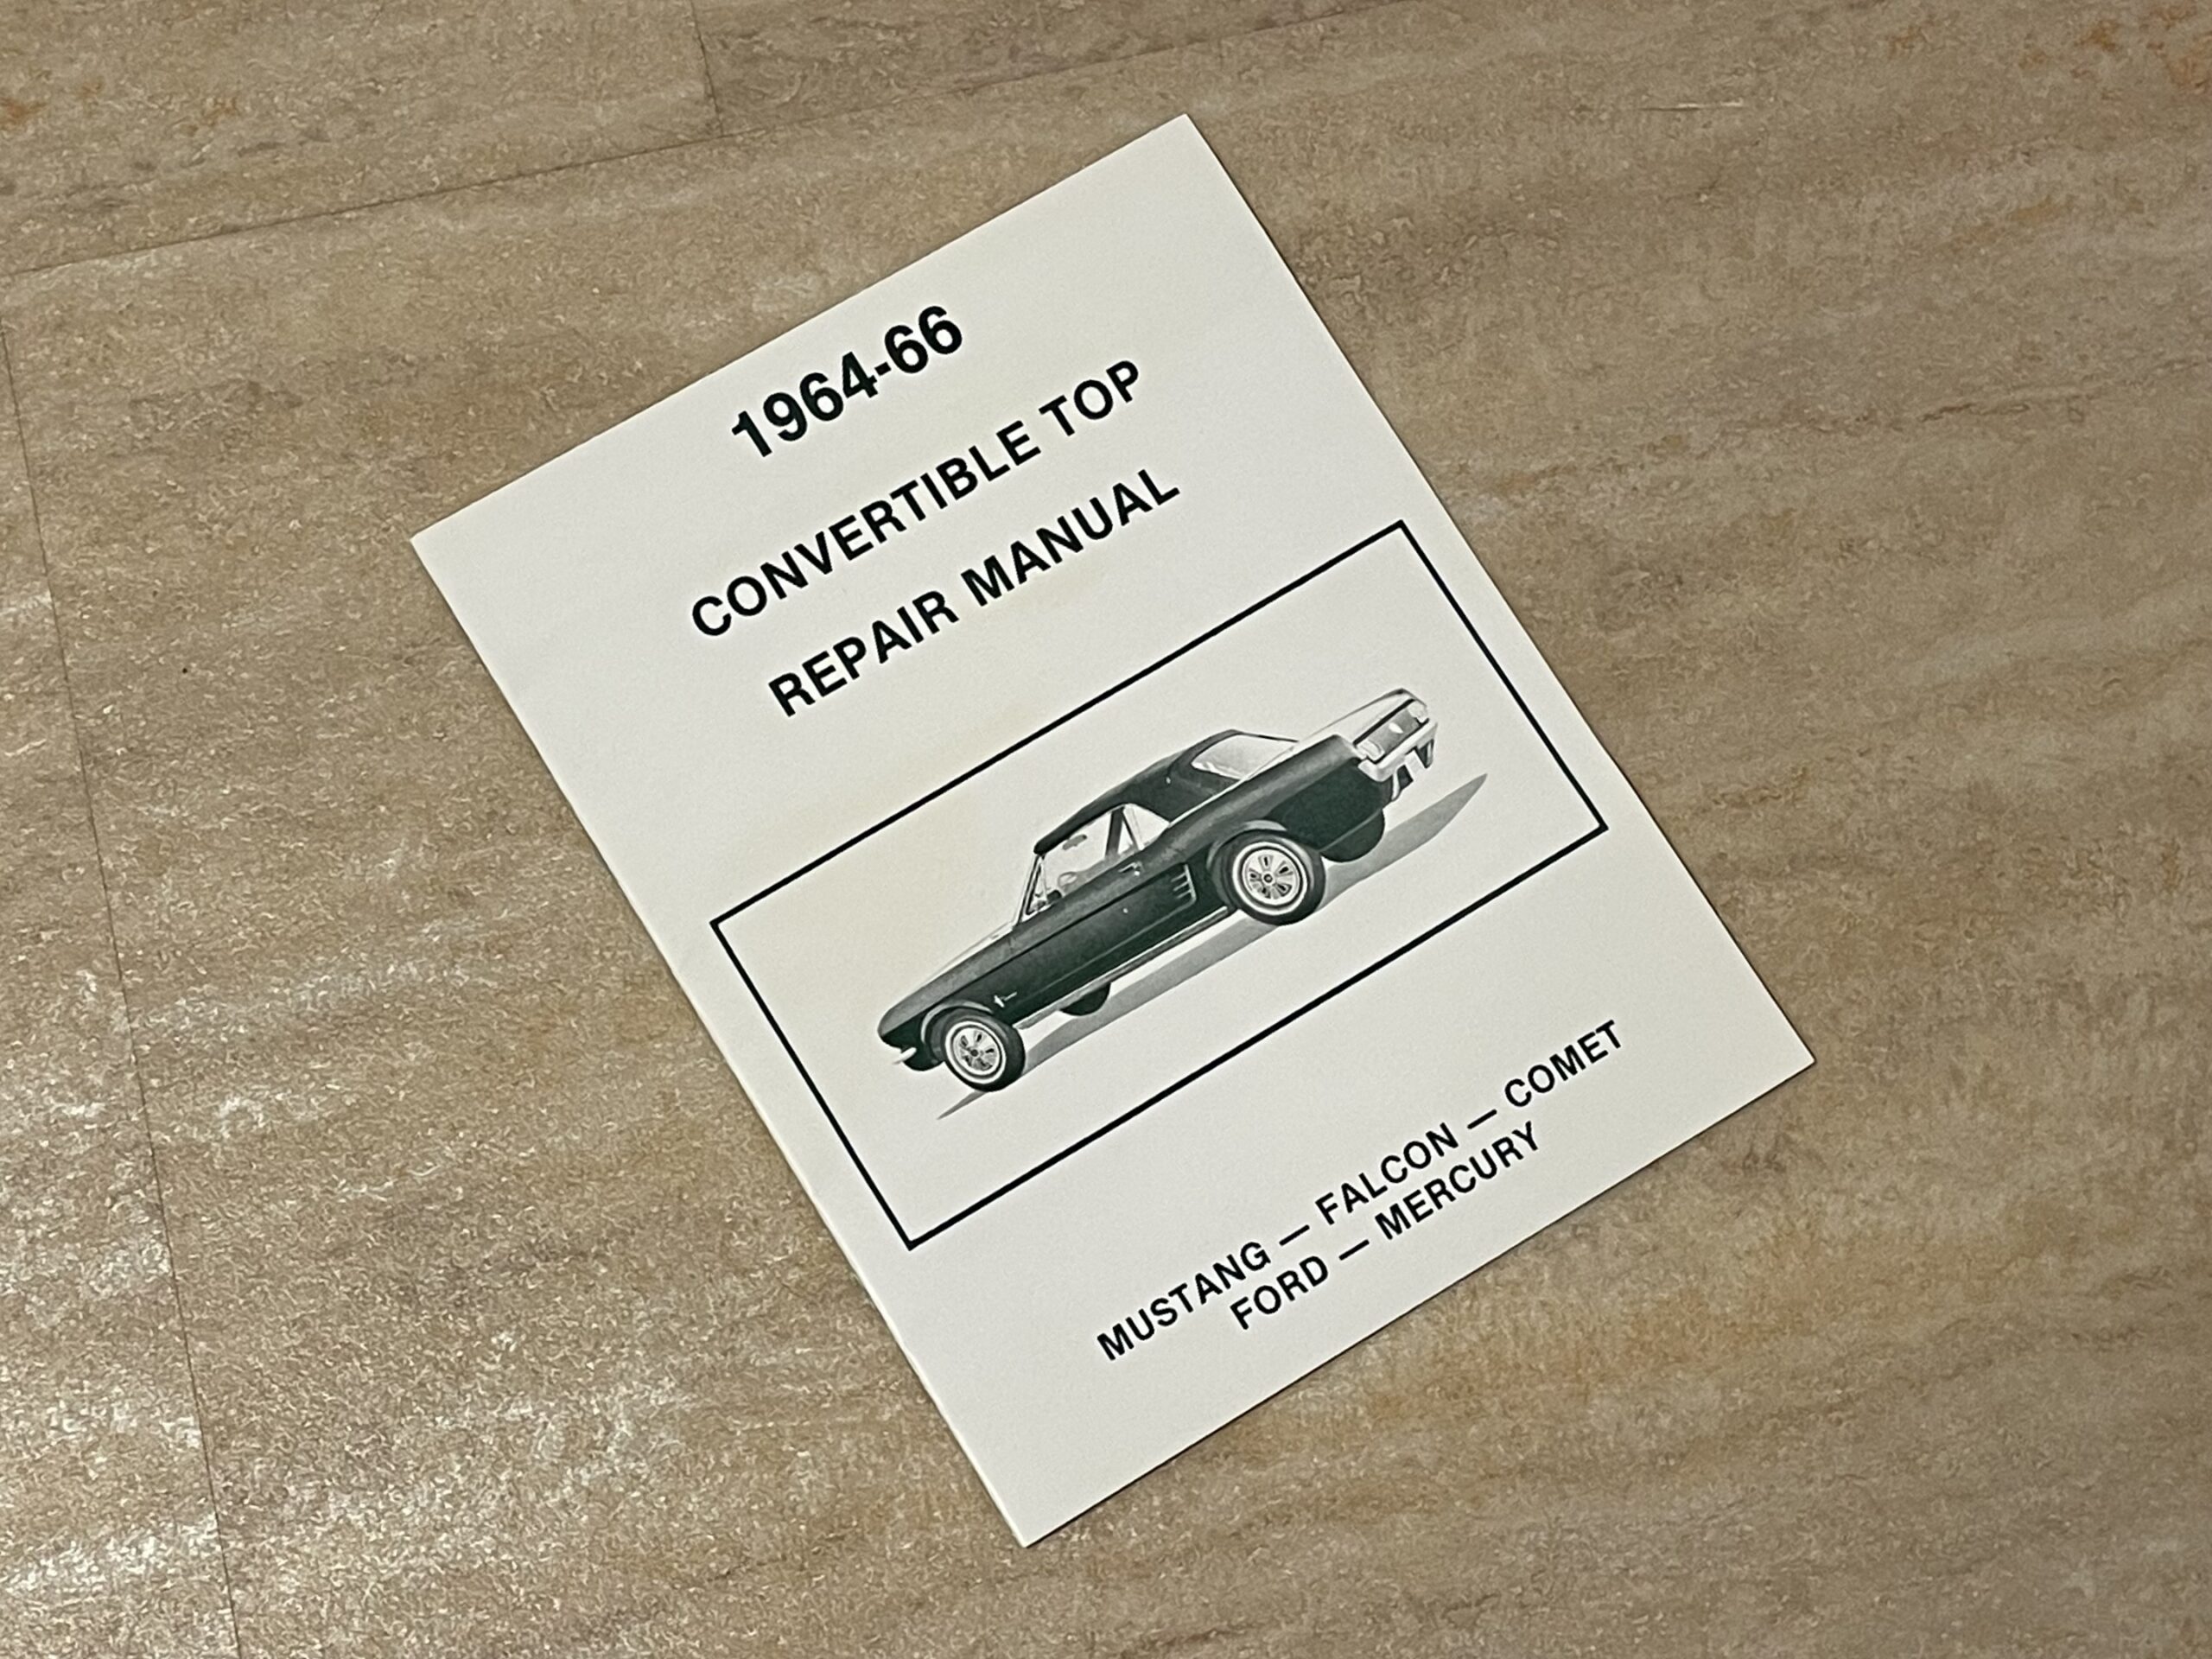 1964-66
CONVERTIBLE TOP
REPAIR MANUAL
MUSTANG — FALCON — COMET
FORD — MERCURY